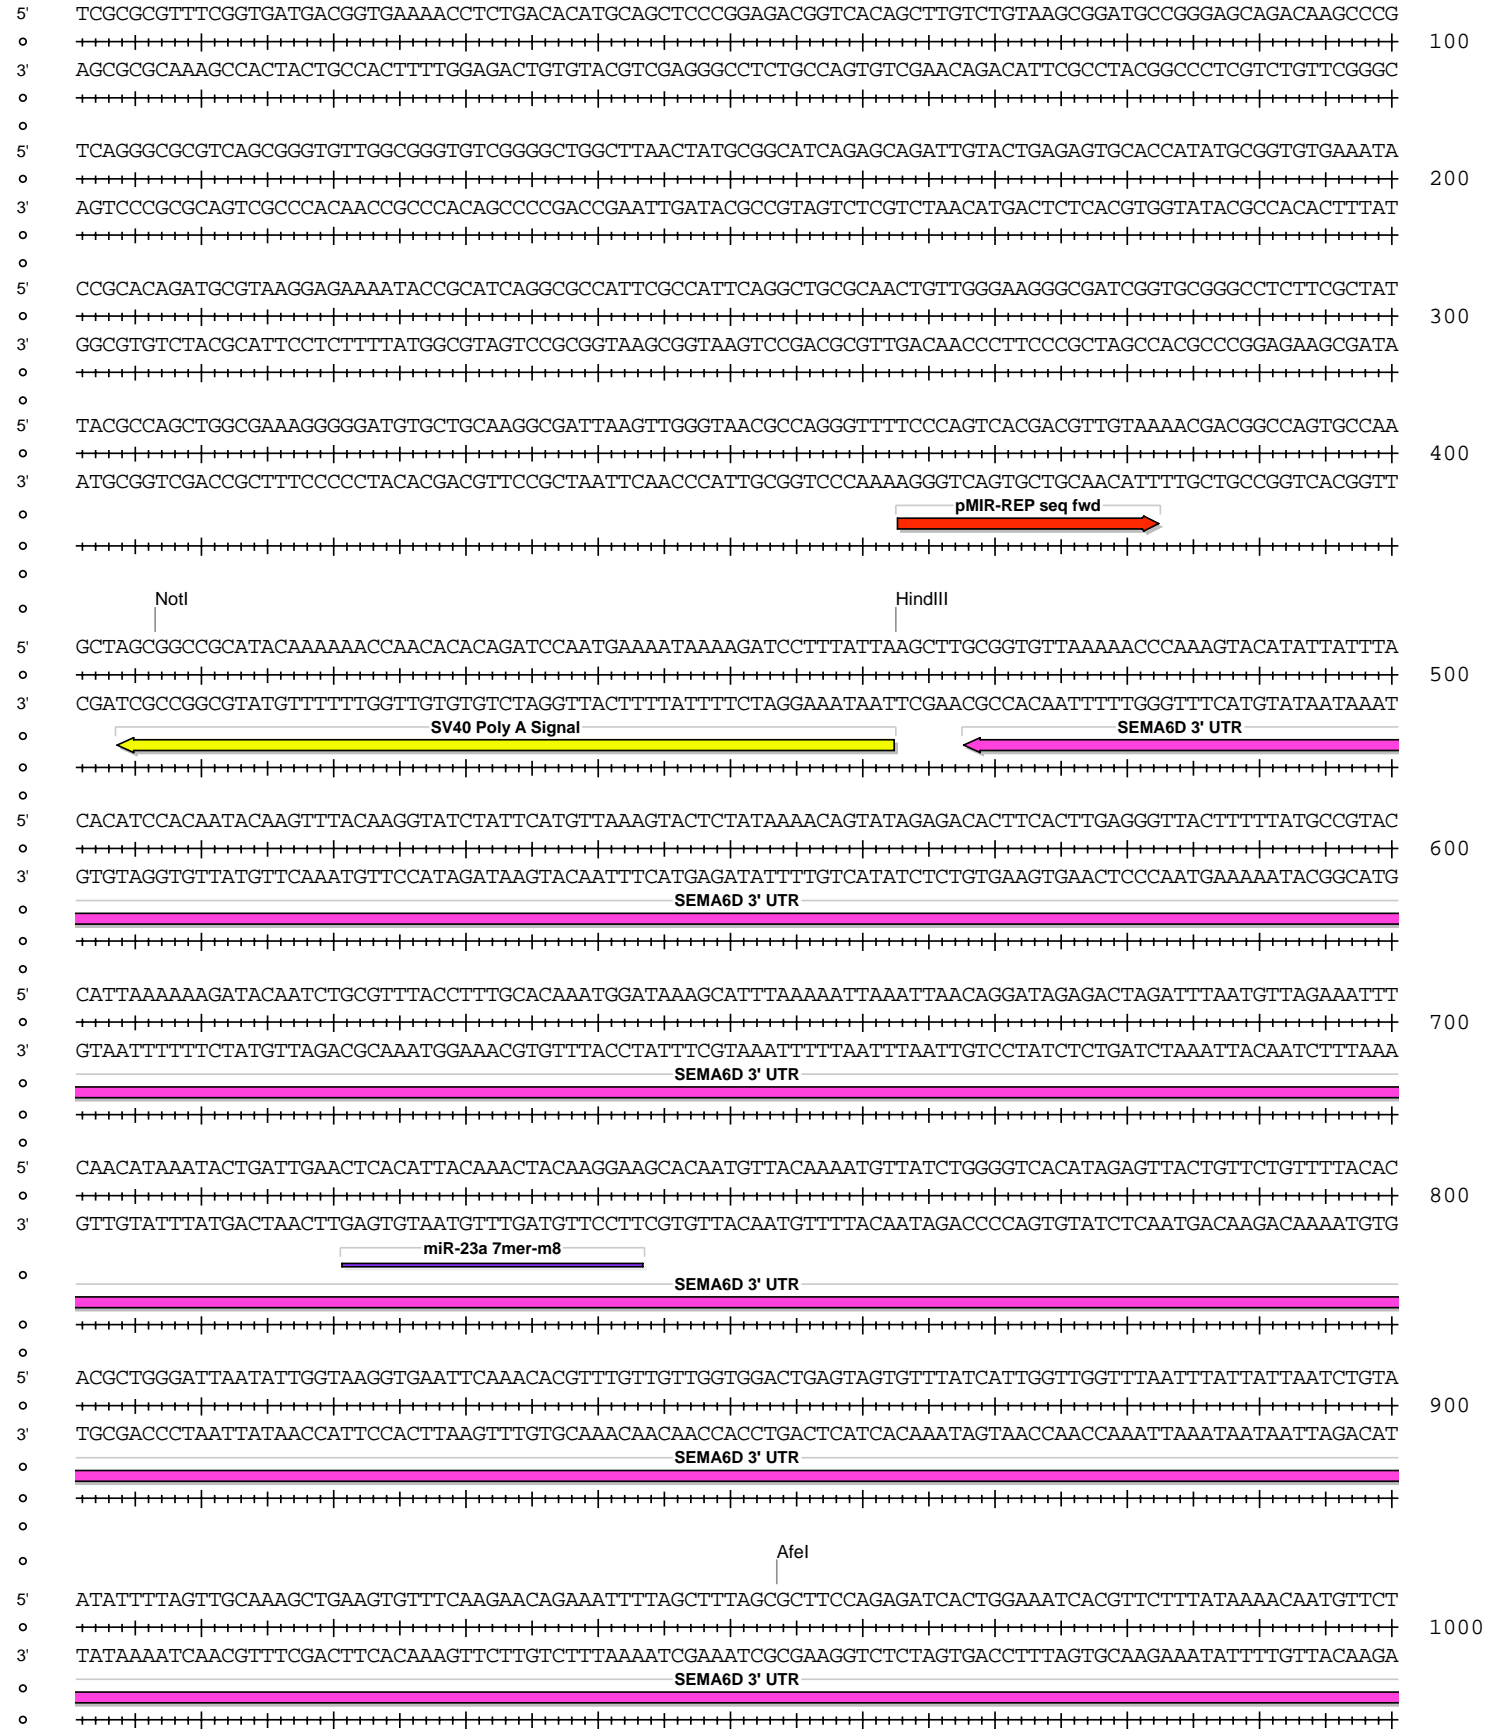 5' TCGCGCGTTTCGGTGATGACGGTGAAAACCTCTGACACATGCAGCTCCCGGAGACGGTCACAGCTTGTCTGTAAGCGGATGCCGGGAGCAGACAAGCCCG
100
3' AGCGCGCAAAGCCACTACTGCCACTTTTGGAGACTGTGTACGTCGAGGGCCTCTGCCAGTGTCGAACAGACATTCGCCTACGGCCCTCGTCTGTTCGGGC
5' TCAGGGCGCGTCAGCGGGTGTTGGCGGGTGTCGGGGCTGGCTTAACTATGCGGCATCAGAGCAGATTGTACTGAGAGTGCACCATATGCGGTGTGAAATA
200
3' AGTCCCGCGCAGTCGCCCACAACCGCCCACAGCCCCGACCGAATTGATACGCCGTAGTCTCGTCTAACATGACTCTCACGTGGTATACGCCACACTTTAT
5' CCGCACAGATGCGTAAGGAGAAAATACCGCATCAGGCGCCATTCGCCATTCAGGCTGCGCAACTGTTGGGAAGGGCGATCGGTGCGGGCCTCTTCGCTAT
300
3' GGCGTGTCTACGCATTCCTCTTTTATGGCGTAGTCCGCGGTAAGCGGTAAGTCCGACGCGTTGACAACCCTTCCCGCTAGCCACGCCCGGAGAAGCGATA
5' TACGCCAGCTGGCGAAAGGGGGATGTGCTGCAAGGCGATTAAGTTGGGTAACGCCAGGGTTTTCCCAGTCACGACGTTGTAAAACGACGGCCAGTGCCAA
400
3' ATGCGGTCGACCGCTTTCCCCCTACACGACGTTCCGCTAATTCAACCCATTGCGGTCCCAAAAGGGTCAGTGCTGCAACATTTTGCTGCCGGTCACGGTT
pMIR-REP seq fwd
NotI HindIII
5' GCTAGCGGCCGCATACAAAAAACCAACACACAGATCCAATGAAAATAAAAGATCCTTTATTAAGCTTGCGGTGTTAAAAACCCAAAGTACATATTATTTA
500
3' CGATCGCCGGCGTATGTTTTTTGGTTGTGTGTCTAGGTTACTTTTATTTTCTAGGAAATAATTCGAACGCCACAATTTTTGGGTTTCATGTATAATAAAT
SV40 Poly A Signal SEMA6D 3' UTR
5' CACATCCACAATACAAGTTTACAAGGTATCTATTCATGTTAAAGTACTCTATAAAACAGTATAGAGACACTTCACTTGAGGGTTACTTTTTATGCCGTAC
600
3' GTGTAGGTGTTATGTTCAAATGTTCCATAGATAAGTACAATTTCATGAGATATTTTGTCATATCTCTGTGAAGTGAACTCCCAATGAAAAATACGGCATG
SEMA6D 3' UTR
5' CATTAAAAAAGATACAATCTGCGTTTACCTTTGCACAAATGGATAAAGCATTTAAAAATTAAATTAACAGGATAGAGACTAGATTTAATGTTAGAAATTT
700
3' GTAATTTTTTCTATGTTAGACGCAAATGGAAACGTGTTTACCTATTTCGTAAATTTTTAATTTAATTGTCCTATCTCTGATCTAAATTACAATCTTTAAA
SEMA6D 3' UTR
5' CAACATAAATACTGATTGAACTCACATTACAAACTACAAGGAAGCACAATGTTACAAAATGTTATCTGGGGTCACATAGAGTTACTGTTCTGTTTTACAC
800
3' GTTGTATTTATGACTAACTTGAGTGTAATGTTTGATGTTCCTTCGTGTTACAATGTTTTACAATAGACCCCAGTGTATCTCAATGACAAGACAAAATGTG
miR-23a 7mer-m8
SEMA6D 3' UTR
5' ACGCTGGGATTAATATTGGTAAGGTGAATTCAAACACGTTTGTTGTTGGTGGACTGAGTAGTGTTTATCATTGGTTGGTTTAATTTATTATTAATCTGTA
900
3' TGCGACCCTAATTATAACCATTCCACTTAAGTTTGTGCAAACAACAACCACCTGACTCATCACAAATAGTAACCAACCAAATTAAATAATAATTAGACAT
SEMA6D 3' UTR
AfeI
5' ATATTTTAGTTGCAAAGCTGAAGTGTTTCAAGAACAGAAATTTTAGCTTTAGCGCTTCCAGAGATCACTGGAAATCACGTTCTTTATAAAACAATGTTCT
1000
3' TATAAAATCAACGTTTCGACTTCACAAAGTTCTTGTCTTTAAAATCGAAATCGCGAAGGTCTCTAGTGACCTTTAGTGCAAGAAATATTTTGTTACAAGA
SEMA6D 3' UTR